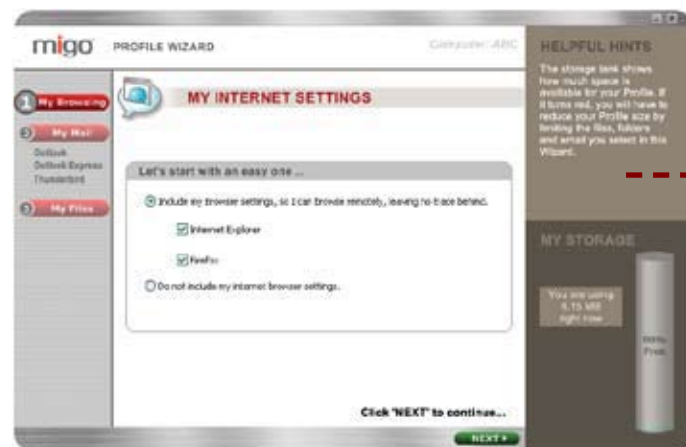 migo PROFILE WIZARD
Computer: ABC
1 My Browsing
2 My Mail
Outlook
Outlook Express
Thunderbird
3 My Files
MY INTERNET SETTINGS
Let's start with an easy one ...
Include my browser settings, so I can browse remotely, leaving no trace behind.
Internet Explorer
Firefox
Do not include my internet browser settings.
Click "NEXT" to continue...
NEXT
HELPFUL HINTS
The storage tank shows
how much space is
available for your Profile. If
it turns red, you will have to
reduce your Profile size by
limiting the files, folders
and email you select in this
Wizard.
MY STORAGE
You are using
MB
right now
Free